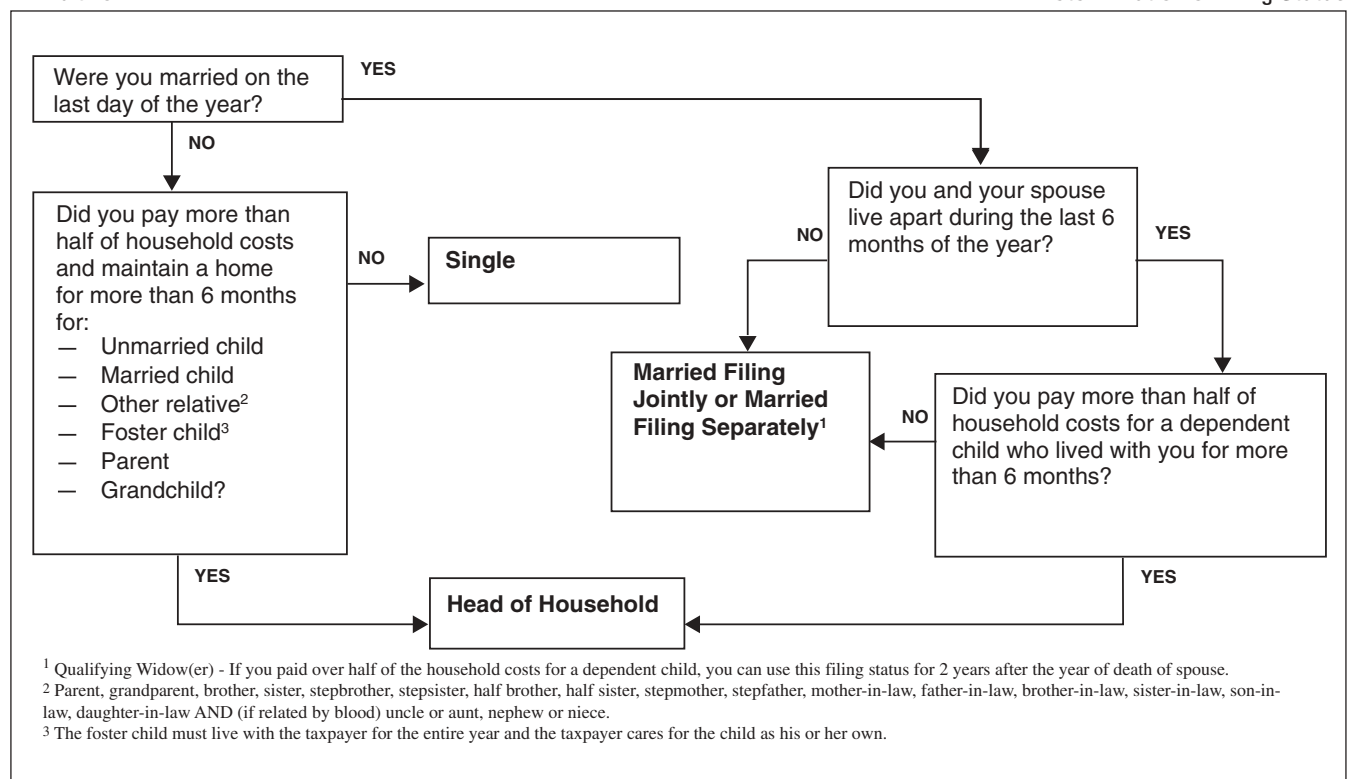 Were you married on the
last day of the year?
YES
NO
Did you pay more than
half of household costs
and maintain a home
for more than 6 months
for:
— Unmarried child
— Married child
— Other relative²
— Foster child³
— Parent
— Grandchild?
NO
Single
YES
Did you and your spouse
live apart during the last 6
months of the year?
NO
YES
Married Filing
Jointly or Married
Filing Separately¹
NO
Did you pay more than half of
household costs for a dependent
child who lived with you for more
than 6 months?
YES
Head of Household
¹ Qualifying Widow(er) - If you paid over half of the household costs for a dependent child, you can use this filing status for 2 years after the year of death of spouse.
² Parent, grandparent, brother, sister, stepbrother, stepsister, half brother, half sister, stepmother, stepfather, mother-in-law, father-in-law, brother-in-law, sister-in-law, son-in-
law, daughter-in-law AND (if related by blood) uncle or aunt, nephew or niece.
³ The foster child must live with the taxpayer for the entire year and the taxpayer cares for the child as his or her own.